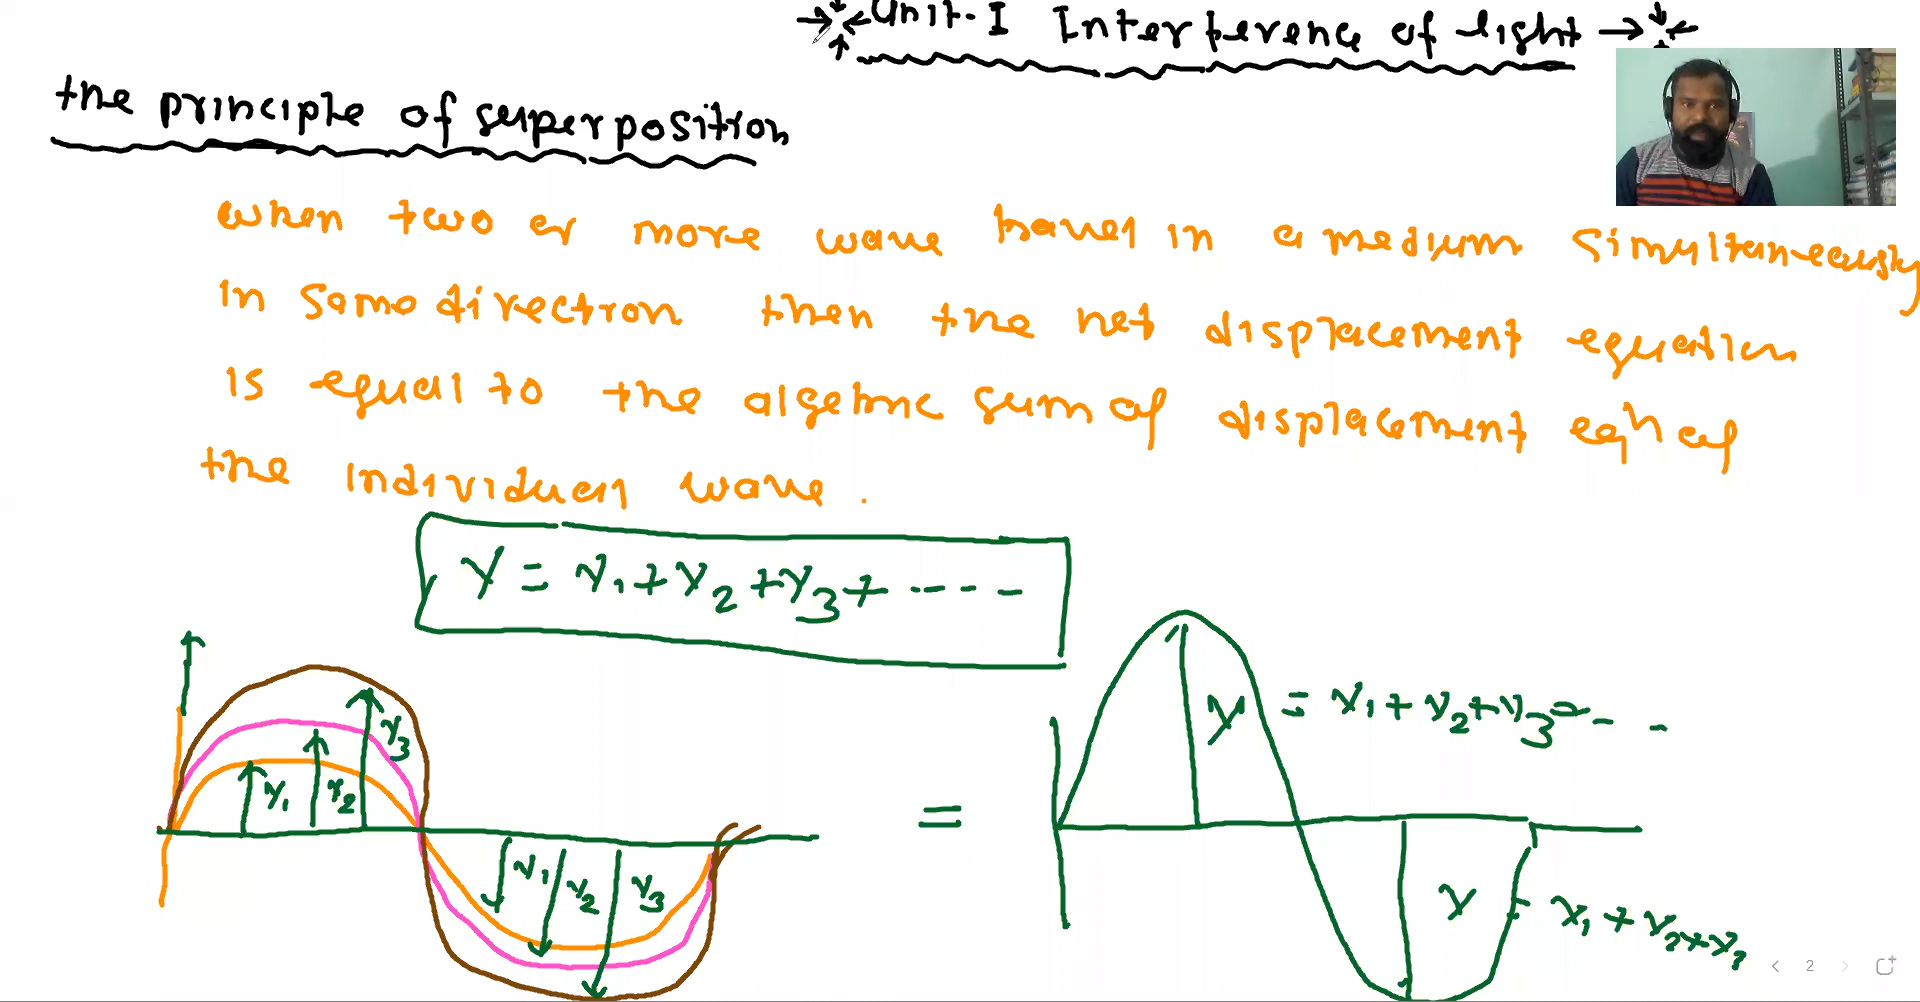 Unit-I Interference of light
the principle of superposition
when two or more wave travel in a medium simultaneously
in same direction then the net displacement equation
is equal to the algebric sum of displacement eqn of
the individual wave.
Y = Y1 + Y2 + Y3 + - - - -
Y1 Y2 Y3
Y = Y1 + Y2 + Y3 - - -
=
Y1 Y2 Y3
Y = Y1 + Y2 + Y3
2